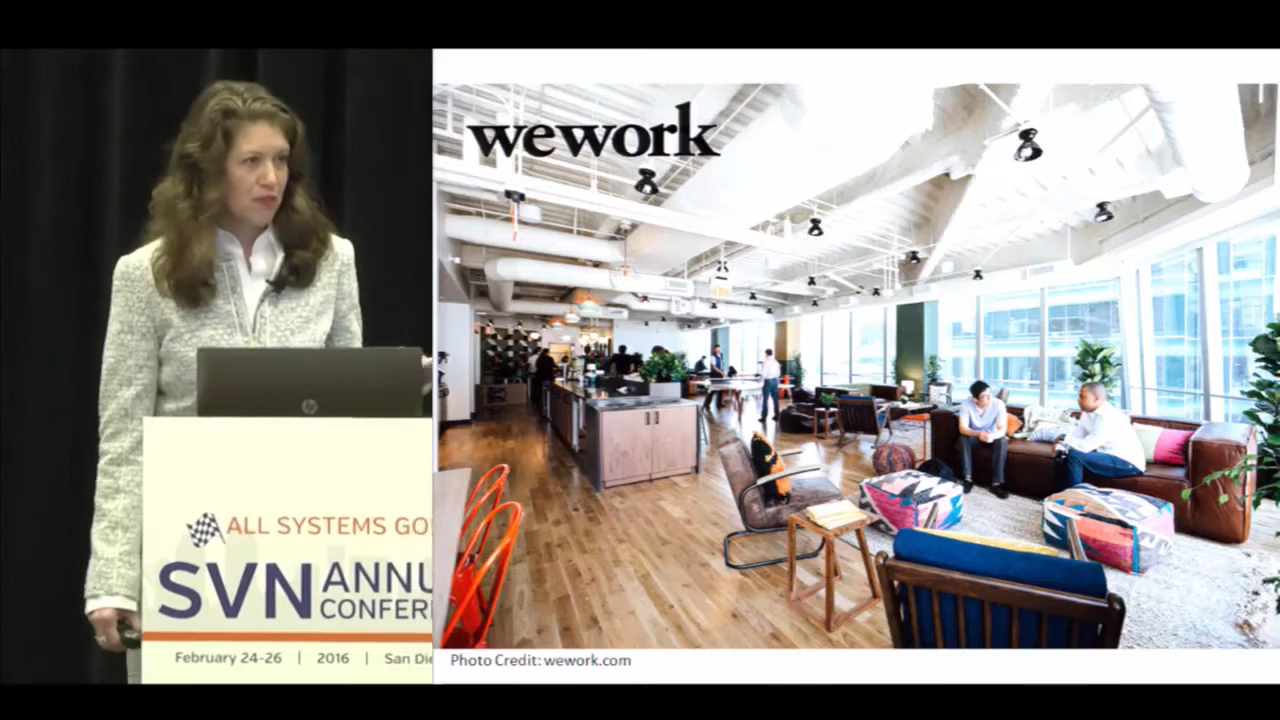 ALL SYSTEMS GO
SVN ANNU
CONFER
February 24-26 | 2016 | San Die
wework
Photo Credit: wework.com